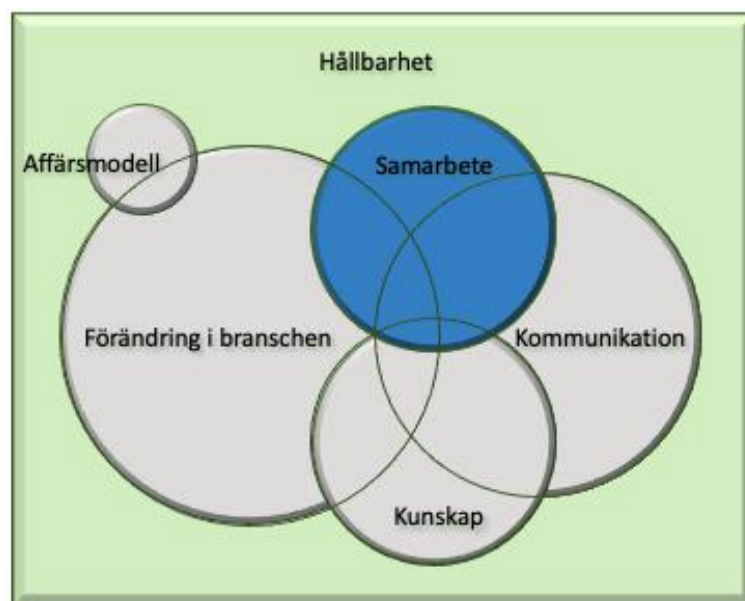 Hållbarhet
Affärsmodell
Samarbete
Förändring i branschen
Kommunikation
Kunskap